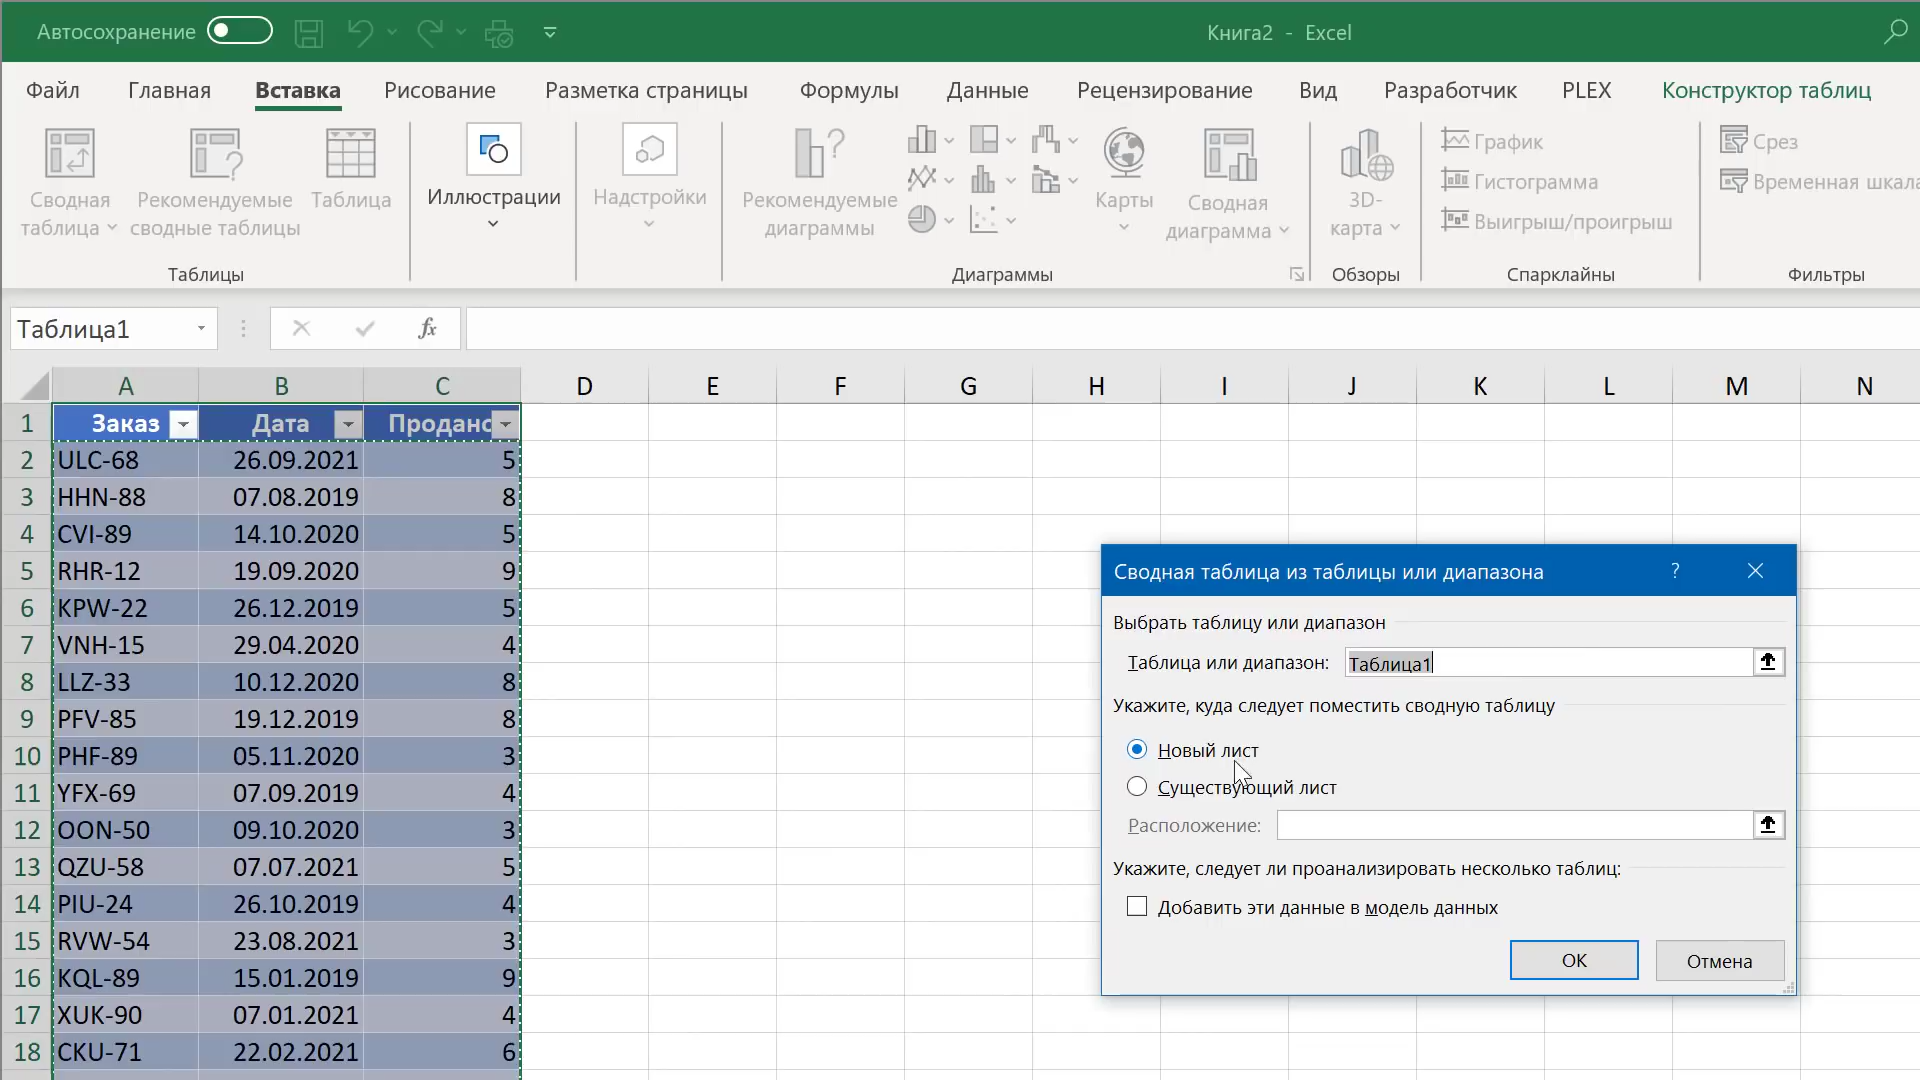 Автосохранение
Книга2 - Excel
Файл Главная Вставка Рисование Разметка страницы Формулы Данные Рецензирование Вид Разработчик PLEX Конструктор таблиц
Сводная таблица
Рекомендуемые сводные таблицы
Таблица
Таблицы
Иллюстрации
Надстройки
Рекомендуемые диаграммы
Карты
Сводная диаграмма
Диаграммы
3D-карта
Обзоры
График
Гистограмма
Выигрыш/проигрыш
Спарклайны
Срез
Временная шкала
Фильтры
Таблица1
fx
A B C D E F G H I J K L M N
1 Заказ Дата Продано
2 ULC-68 26.09.2021 5
3 HHN-88 07.08.2019 8
4 CVI-89 14.10.2020 5
5 RHR-12 19.09.2020 9
6 KPW-22 26.12.2019 5
7 VNH-15 29.04.2020 4
8 LLZ-33 10.12.2020 8
9 PFV-85 19.12.2019 8
10 PHF-89 05.11.2020 3
11 YFX-69 07.09.2019 4
12 OON-50 09.10.2020 3
13 QZU-58 07.07.2021 5
14 PIU-24 26.10.2019 4
15 RVW-54 23.08.2021 3
16 KQL-89 15.01.2019 9
17 XUK-90 07.01.2021 4
18 CKU-71 22.02.2021 6
Сводная таблица из таблицы или диапазона ?
Выбрать таблицу или диапазон
Таблица или диапазон: Таблица1
Укажите, куда следует поместить сводную таблицу
Новый лист
Существующий лист
Расположение:
Укажите, следует ли проанализировать несколько таблиц:
Добавить эти данные в модель данных
ОК Отмена